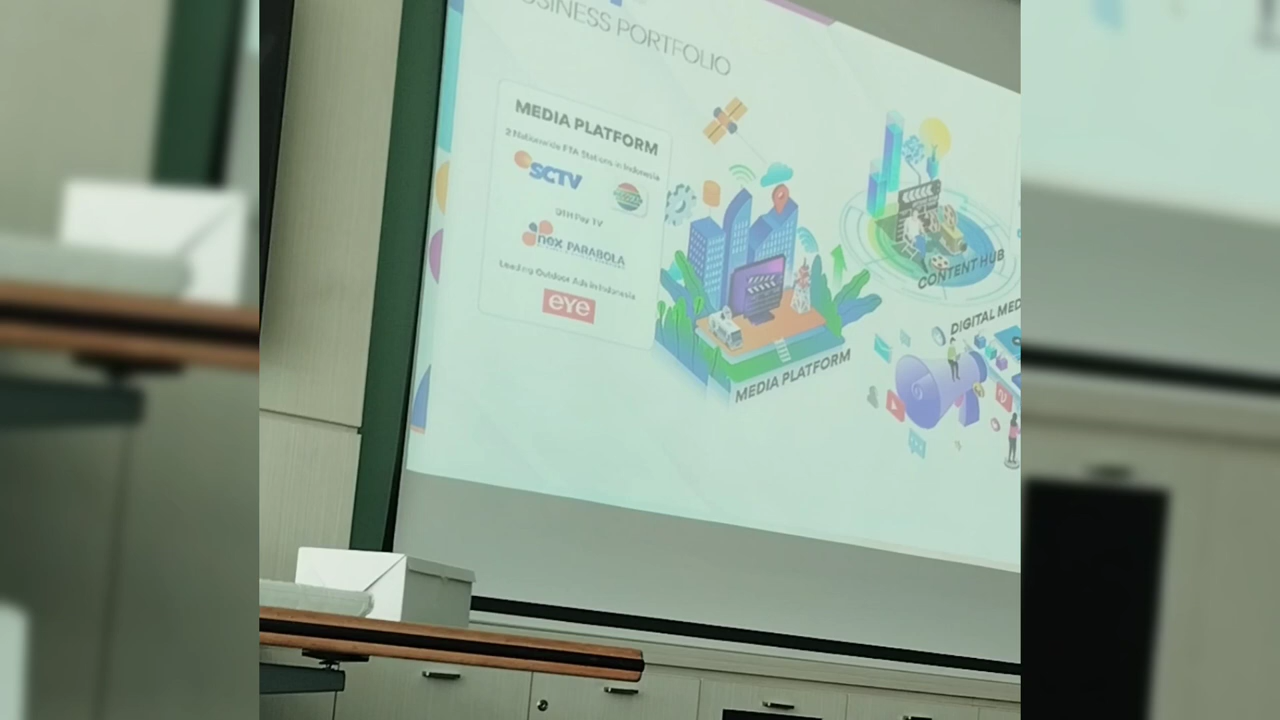 BUSINESS PORTFOLIO
MEDIA PLATFORM
2 Nationwide FTA Stations in Indonesia
SCTV
DTH Pay TV
nex PARABOLA
Leading Outdoor Ads in Indonesia
eye
MEDIA PLATFORM
CONTENT HUB
DIGITAL MED